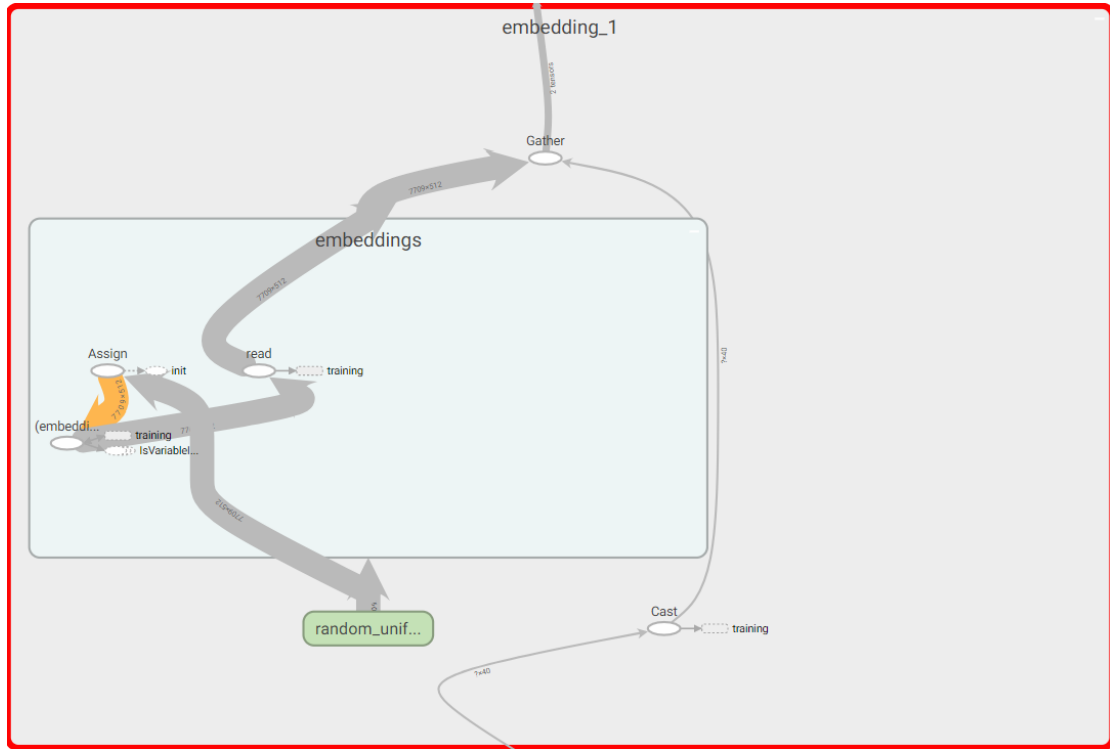 embedding_1
2 tensors
Gather
7709×512
embeddings
7709×512
?×40
Assign
init
read
training
7709×512
(embeddi...
training
IsVariableI...
7709×512
random_unif...
Cast
training
?×40